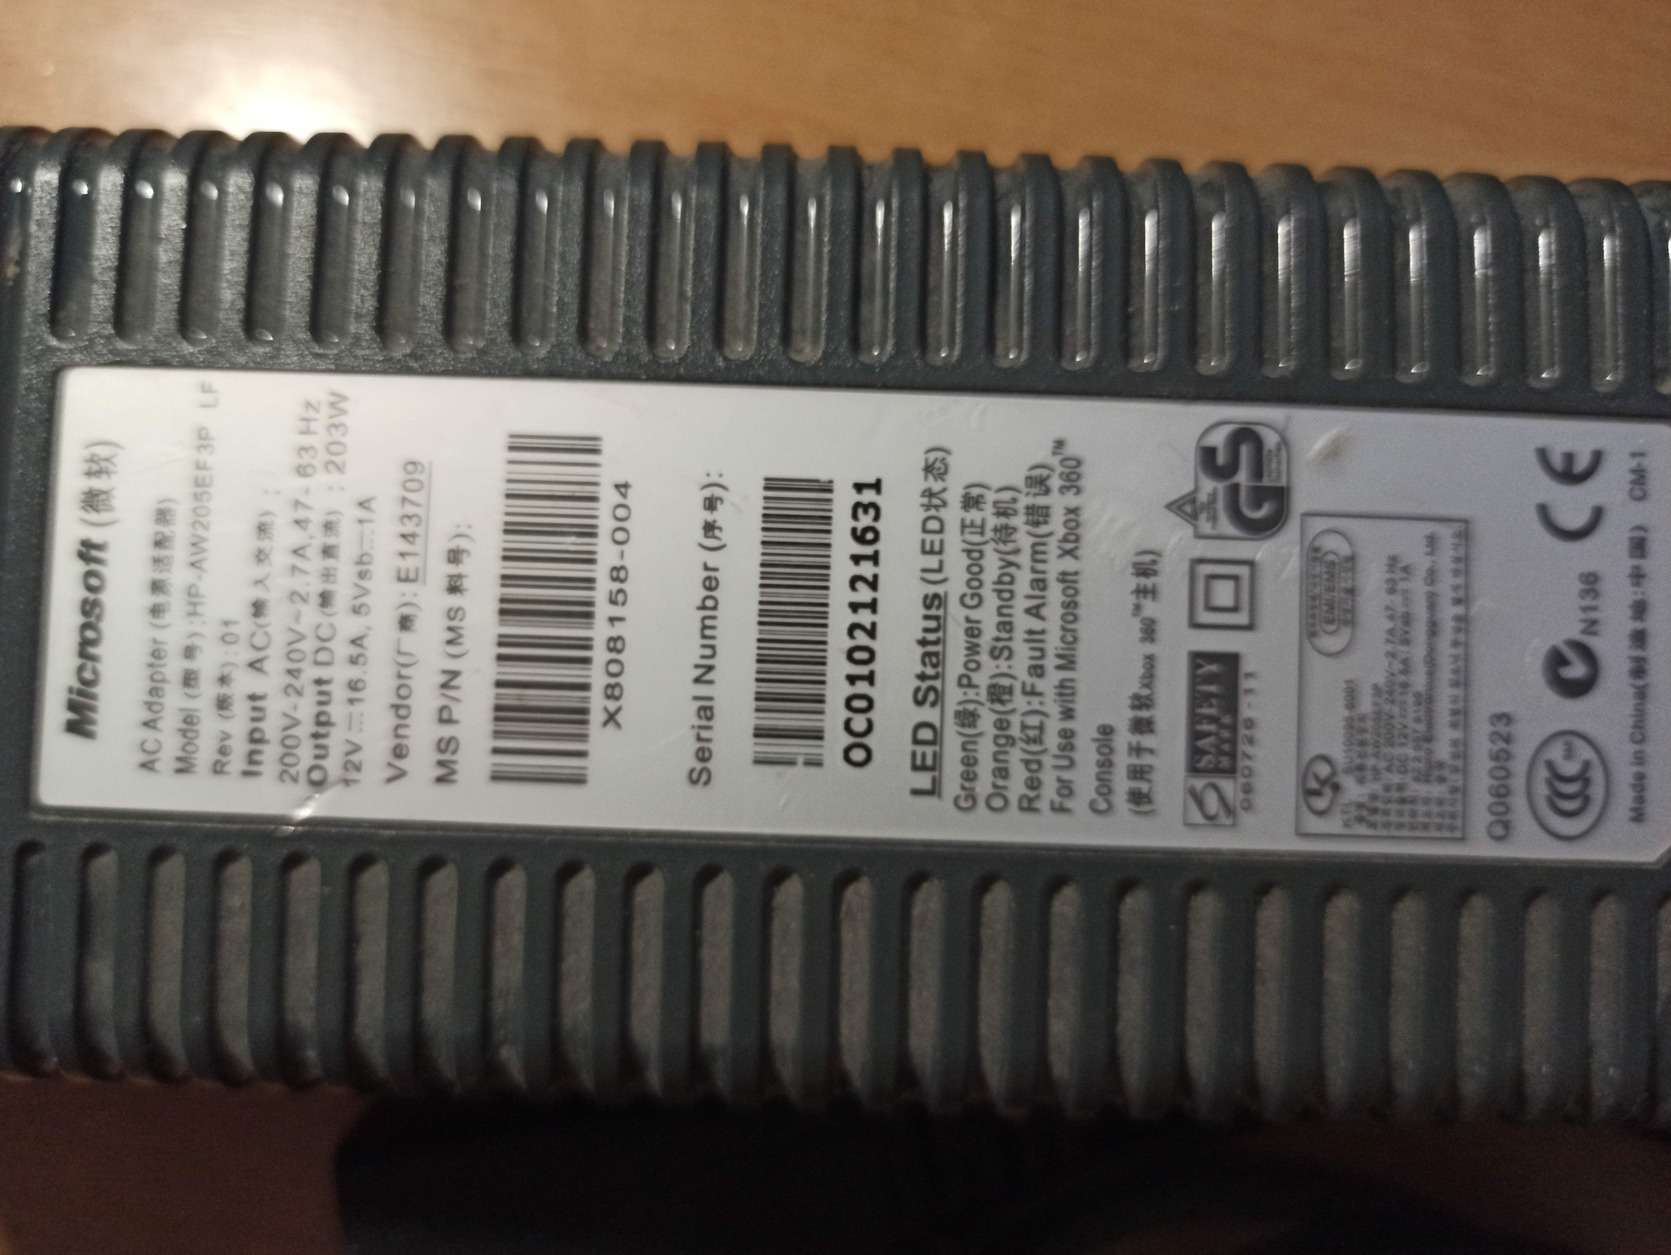 Microsoft (微软)
AC Adapter (电源适配器)
Model (型号):HP-AW205EF3P LF
Rev (版本):01
Input AC(输入交流) :
200V-240V~2.7A,47-63 Hz
Output DC(输出直流) : 203W
12V⎓16.5A, 5Vsb⎓1A
Vendor(厂商): E143709
MS P/N (MS 料号):
X808158-004
Serial Number (序号):
0C0102121631
LED Status (LED状态)
Green(绿):Power Good(正常)
Orange(橙):Standby(待机)
Red(红):Fault Alarm(错误)
For Use with Microsoft Xbox 360™
Console
(使用于微软Xbox 360™主机)
SAFETY
MARK
060728-11
GS
Q060523
CCC
N136
CE
Made in China(制造地:中国) CM-1